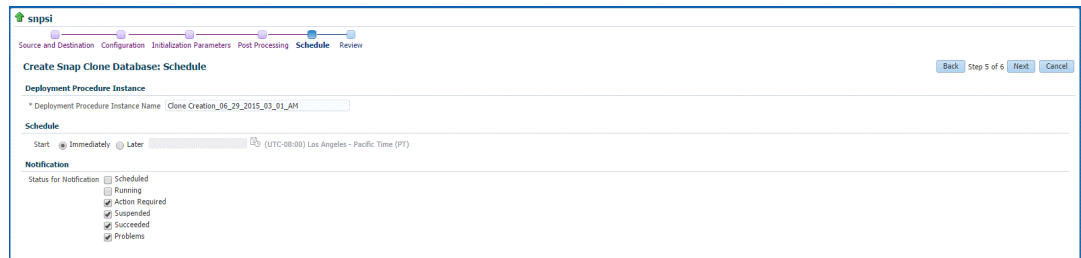 snpsi
Source and Destination Configuration Initialization Parameters Post Processing Schedule Review
Create Snap Clone Database: Schedule Back Step 5 of 6 Next Cancel
Deployment Procedure Instance
* Deployment Procedure Instance Name Clone Creation_06_29_2015_03_01_AM
Schedule
Start Immediately Later (UTC-08:00) Los Angeles - Pacific Time (PT)
Notification
Status for Notification Scheduled
Running
Action Required
Suspended
Succeeded
Problems